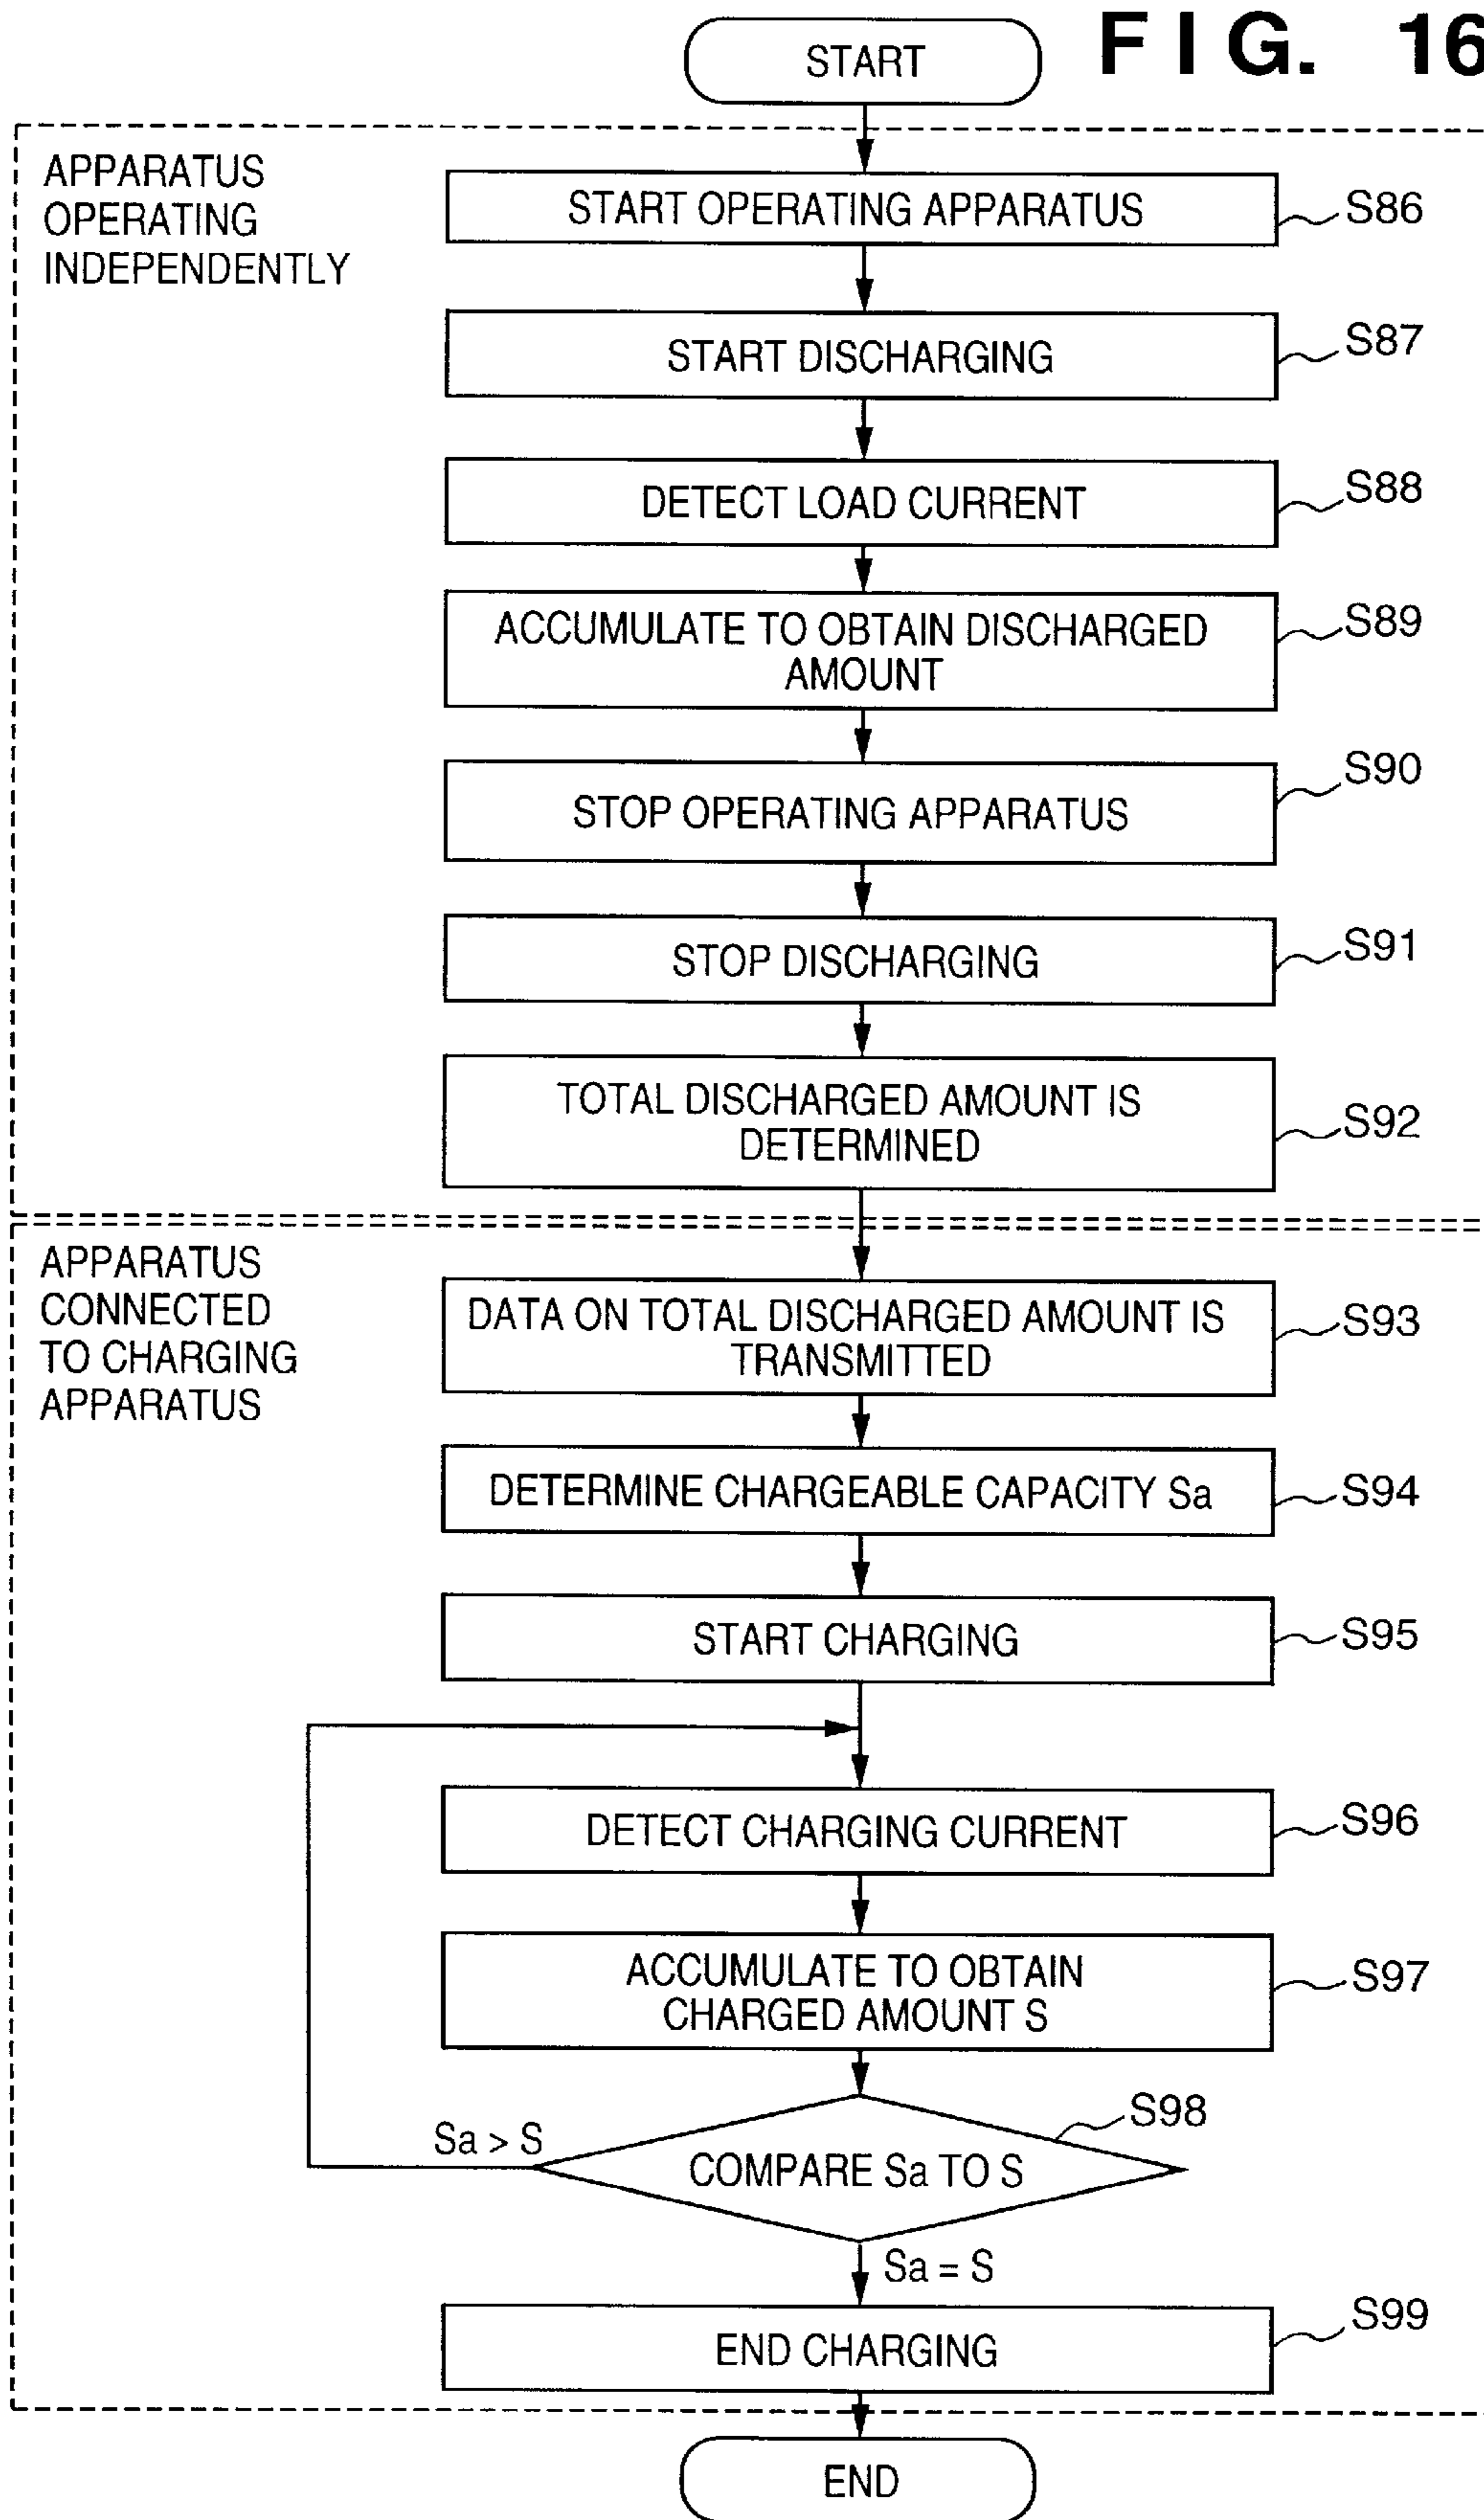 START
FIG. 16
APPARATUS
OPERATING
INDEPENDENTLY
START OPERATING APPARATUS
S86
START DISCHARGING
S87
DETECT LOAD CURRENT
S88
ACCUMULATE TO OBTAIN DISCHARGED
AMOUNT
S89
STOP OPERATING APPARATUS
S90
STOP DISCHARGING
S91
TOTAL DISCHARGED AMOUNT IS
DETERMINED
S92
APPARATUS
CONNECTED
TO CHARGING
APPARATUS
DATA ON TOTAL DISCHARGED AMOUNT IS
TRANSMITTED
S93
DETERMINE CHARGEABLE CAPACITY Sa
S94
START CHARGING
S95
DETECT CHARGING CURRENT
S96
ACCUMULATE TO OBTAIN
CHARGED AMOUNT S
S97
S98
Sa > S
COMPARE Sa TO S
Sa = S
END CHARGING
S99
END